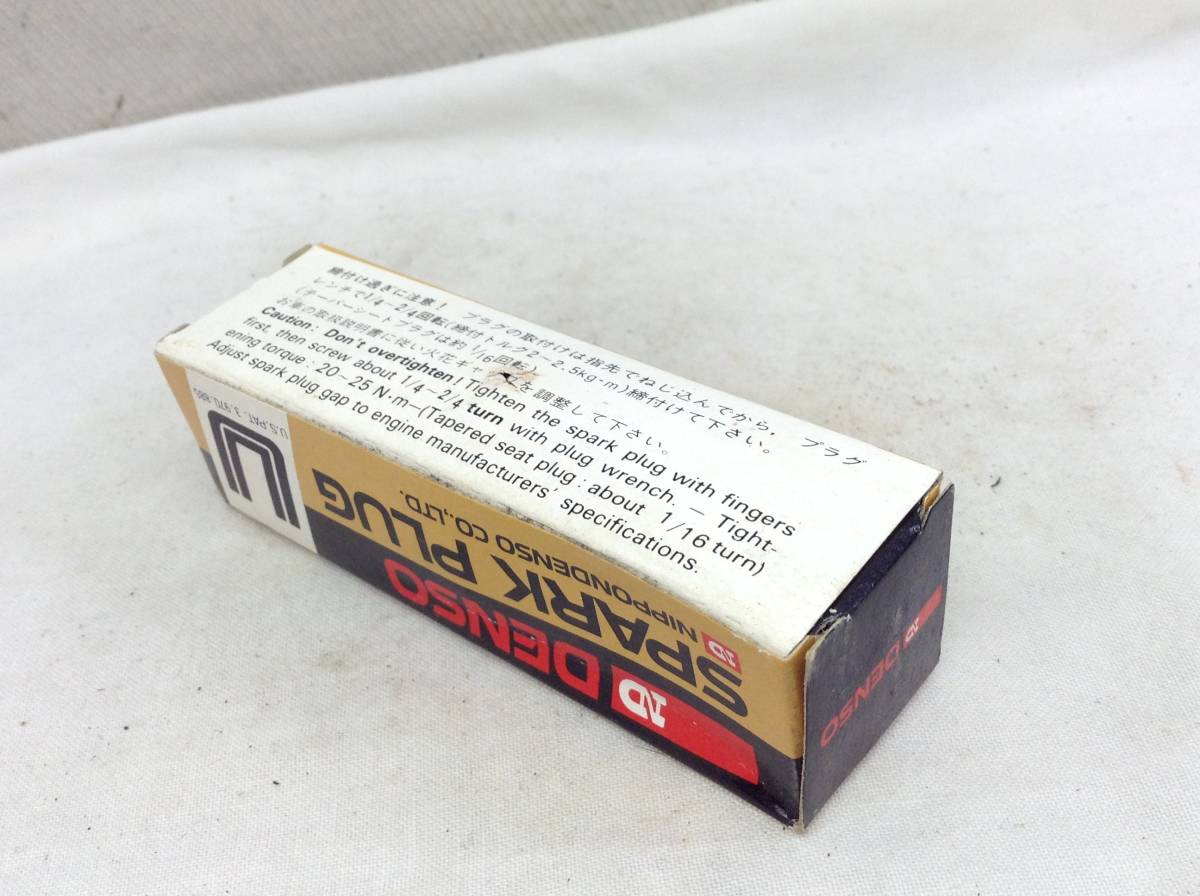 締付け過ぎに注意! プラグの取付けは指先でねじ込んでから, プラグ
レンチで1/4-2/4回転(締付トルク2-2.5kg-m)締付けて下さい。
(テーパーシートプラグは約1/16回転)
お車の取扱説明書に従い火花ギャップを調整して下さい。
Caution: Don't overtighten! Tighten the spark plug with fingers
first, then screw about 1/4-2/4 turn with plug wrench. — Tight-
ening torque : 20-25 N·m-(Tapered seat plug : about 1/16 turn)
Adjust spark plug gap to engine manufacturers' specifications.
U.S. PAT. 3,970,885
U
ND NIPPONDENSO CO., LTD.
SPARK PLUG
ND DENSO
ND DENSO